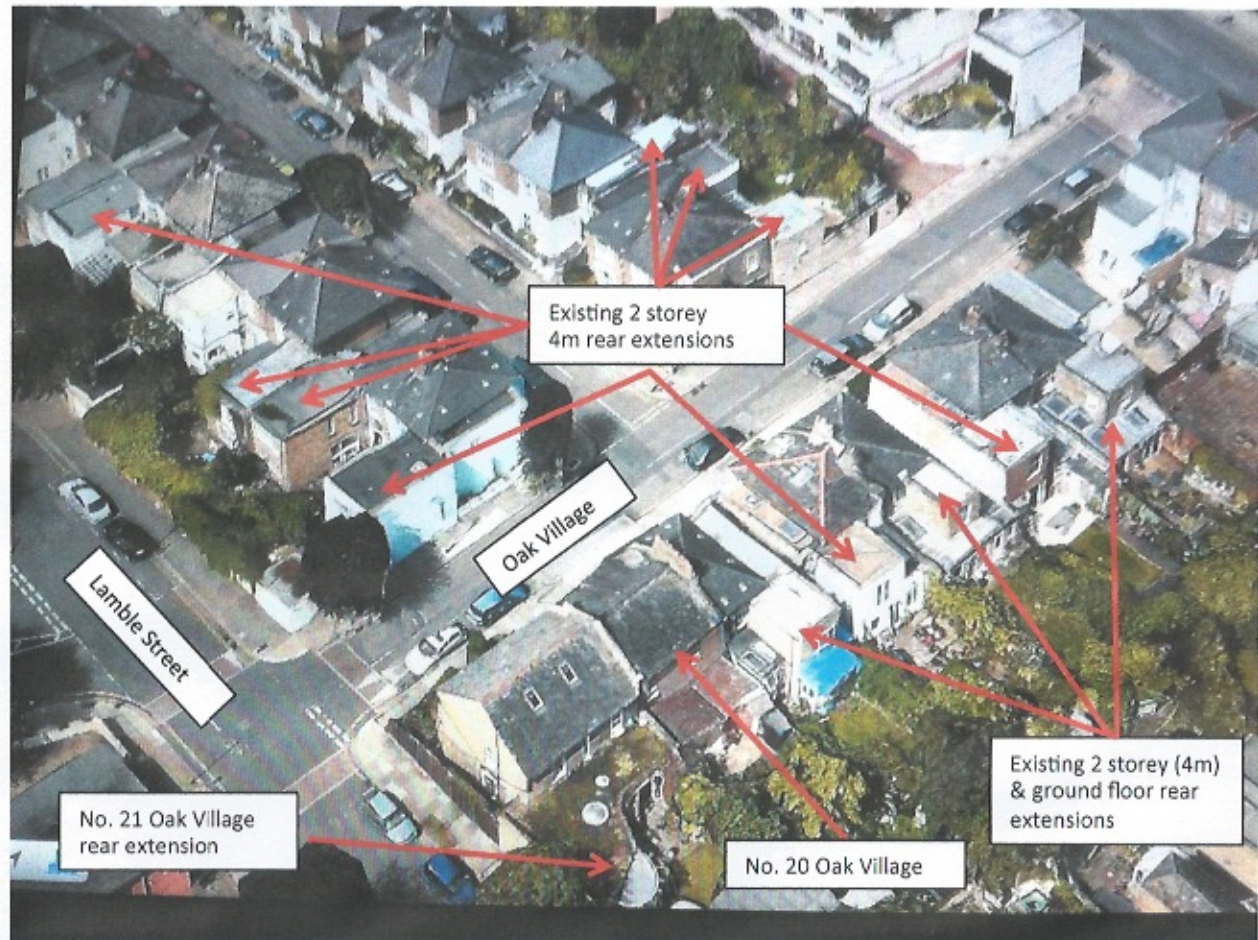 Existing 2 storey
4m rear extensions
Oak Village
Lamble Street
Existing 2 storey (4m)
& ground floor rear
extensions
No. 21 Oak Village
rear extension
No. 20 Oak Village